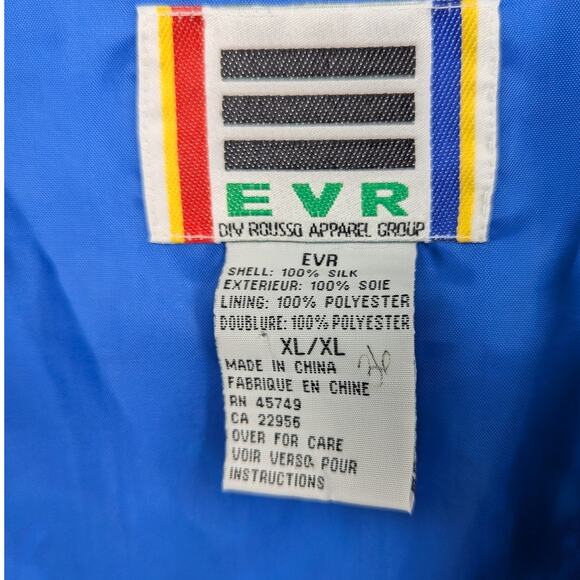 EVR
DIV ROUSSO APPAREL GROUP
EVR
SHELL: 100% SILK
EXTERIEUR: 100% SOIE
LINING: 100% POLYESTER
DOUBLURE: 100% POLYESTER
XL/XL
MADE IN CHINA
FABRIQUE EN CHINE
RN 45749
CA 22956
OVER FOR CARE
VOIR VERSO POUR
INSTRUCTIONS